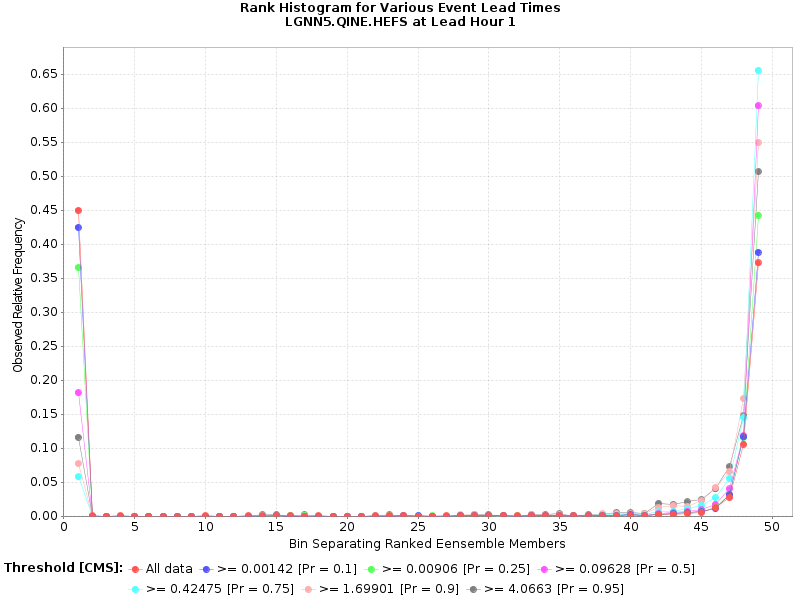 Rank Histogram for Various Event Lead Times
LGNN5.QINE.HEFS at Lead Hour 1
Observed Relative Frequency
0.65
0.60
0.55
0.50
0.45
0.40
0.35
0.30
0.25
0.20
0.15
0.10
0.05
0.00
0 5 10 15 20 25 30 35 40 45 50
Bin Separating Ranked Eensemble Members
Threshold [CMS]: All data >= 0.00142 [Pr = 0.1] >= 0.00906 [Pr = 0.25] >= 0.09628 [Pr = 0.5]
>= 0.42475 [Pr = 0.75] >= 1.69901 [Pr = 0.9] >= 4.0663 [Pr = 0.95]